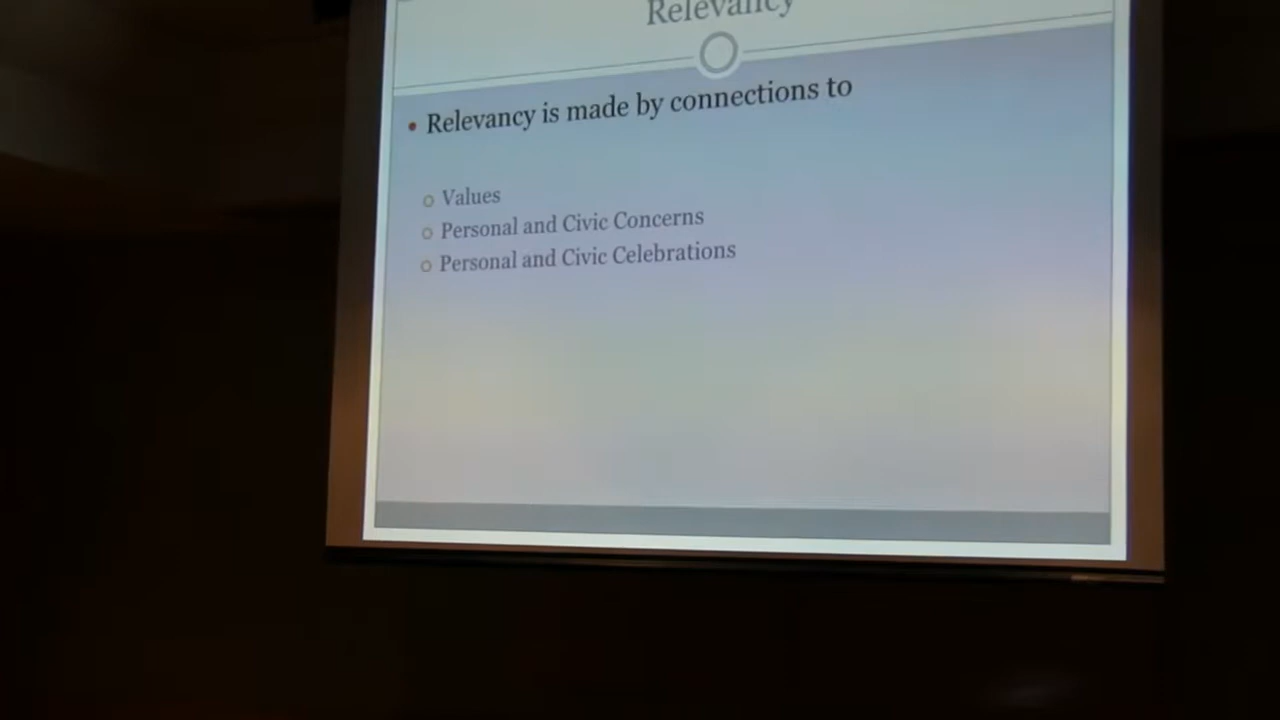 Relevancy
Relevancy is made by connections to
Values
Personal and Civic Concerns
Personal and Civic Celebrations